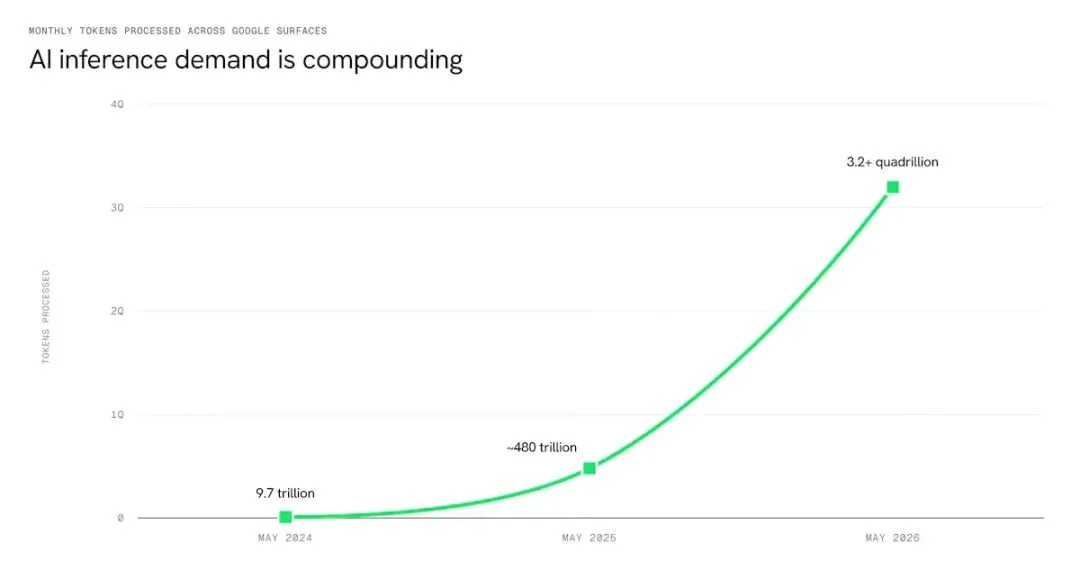 MONTHLY TOKENS PROCESSED ACROSS GOOGLE SURFACES
AI inference demand is compounding
4Q
3.2+ quadrillion
3Q
TOKENS PROCESSED
2Q
1Q
~480 trillion
9.7 trillion
0
MAY 2024
MAY 2025
MAY 2026